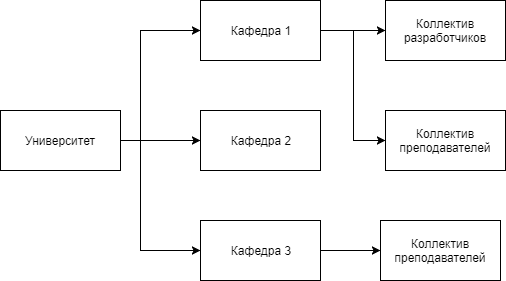 Кафедра 1
Коллектив
разработчиков
Университет
Кафедра 2
Коллектив
преподавателей
Кафедра 3
Коллектив
преподавателей